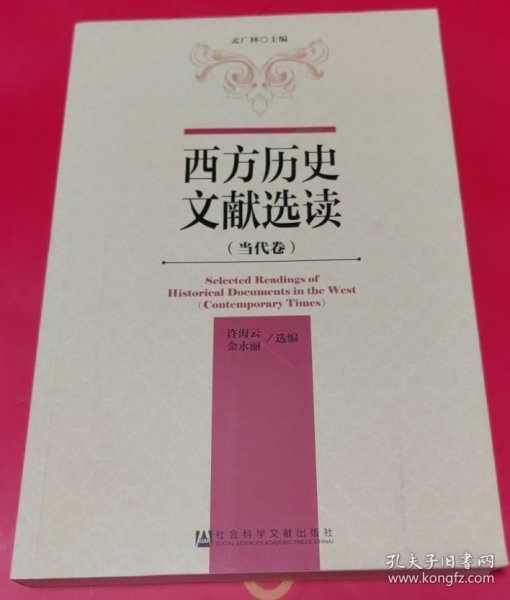 孟广林◎主编
西方历史
文献选读
（当代卷）
Selected Readings of
Historical Documents in the West
(Contemporary Times)
许海云
金永丽
/选编
社会科学文献出版社
SOCIAL SCIENCES ACADEMIC PRESS (CHINA)
孔夫子旧书网
www.kongfz.com